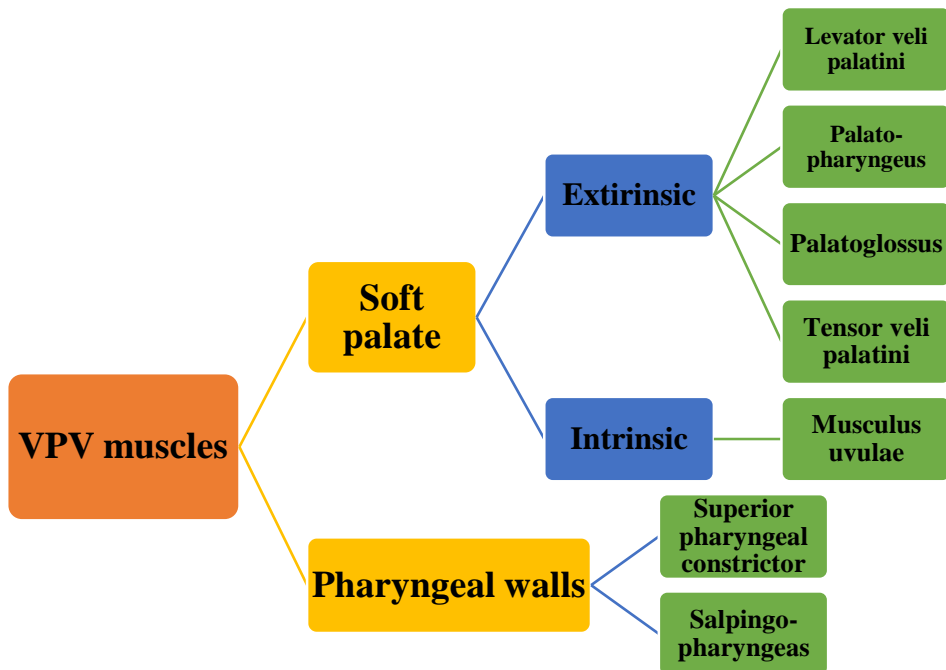 Levator veli
palatini
Palato-
pharyngeus
Extirinsic
Palatoglossus
Soft
palate
Tensor veli
palatini
VPV muscles
Intrinsic
Musculus
uvulae
Superior
pharyngeal
constrictor
Pharyngeal walls
Salpingo-
pharyngeas